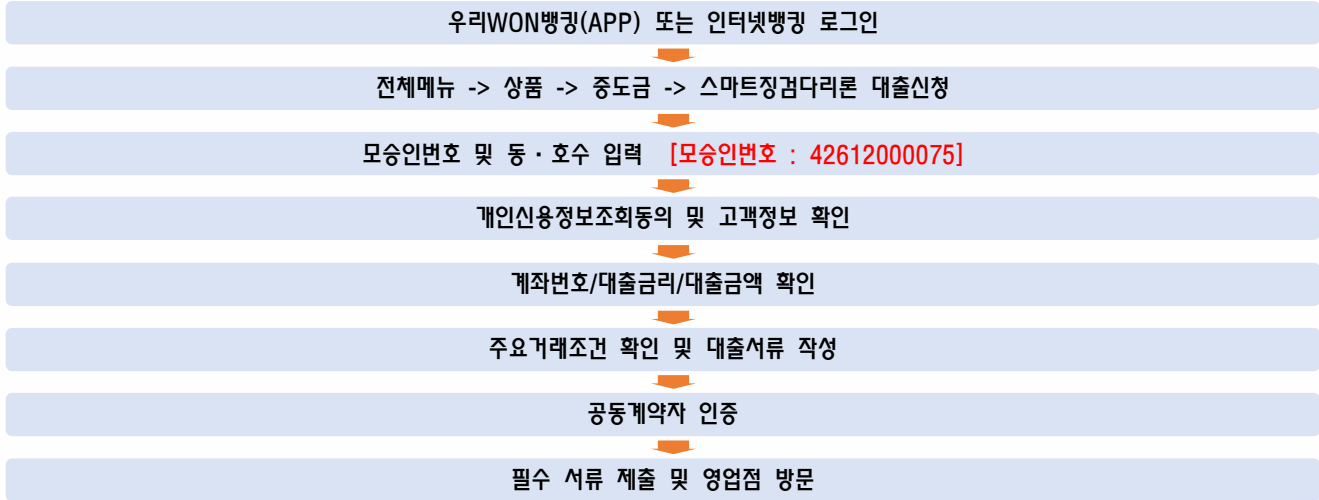 우리WON뱅킹(APP) 또는 인터넷뱅킹 로그인
전체메뉴 -> 상품 -> 중도금 -> 스마트징검다리론 대출신청
모승인번호 및 동·호수 입력 [모승인번호 : 42612000075]
개인신용정보조회동의 및 고객정보 확인
계좌번호/대출금리/대출금액 확인
주요거래조건 확인 및 대출서류 작성
공동계약자 인증
필수 서류 제출 및 영업점 방문